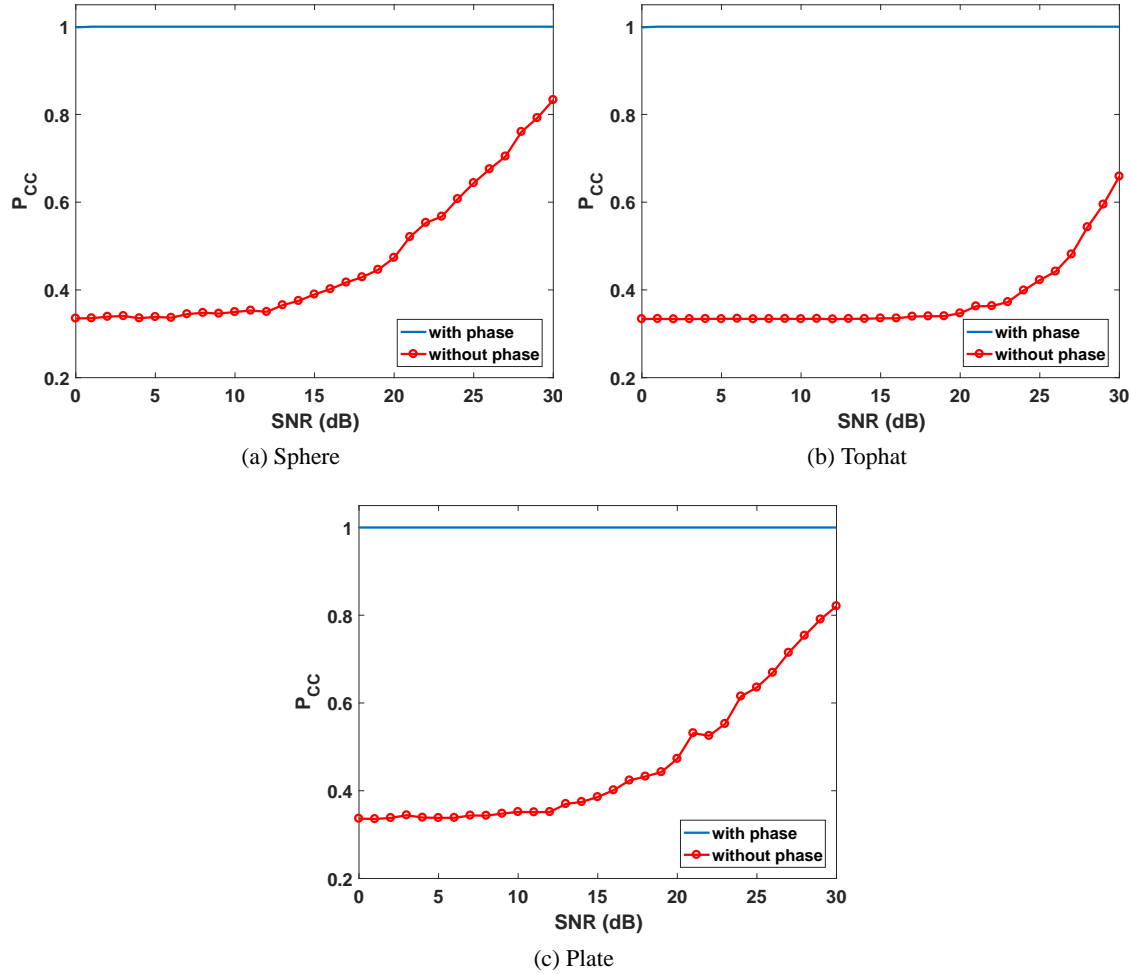 1
0.8
0.6
0.4
0.2
P_CC
0 5 10 15 20 25 30
SNR (dB)
with phase
without phase
(a) Sphere
1
0.8
0.6
0.4
0.2
P_CC
0 5 10 15 20 25 30
SNR (dB)
with phase
without phase
(b) Tophat
1
0.8
0.6
0.4
0.2
P_CC
0 5 10 15 20 25 30
SNR (dB)
with phase
without phase
(c) Plate